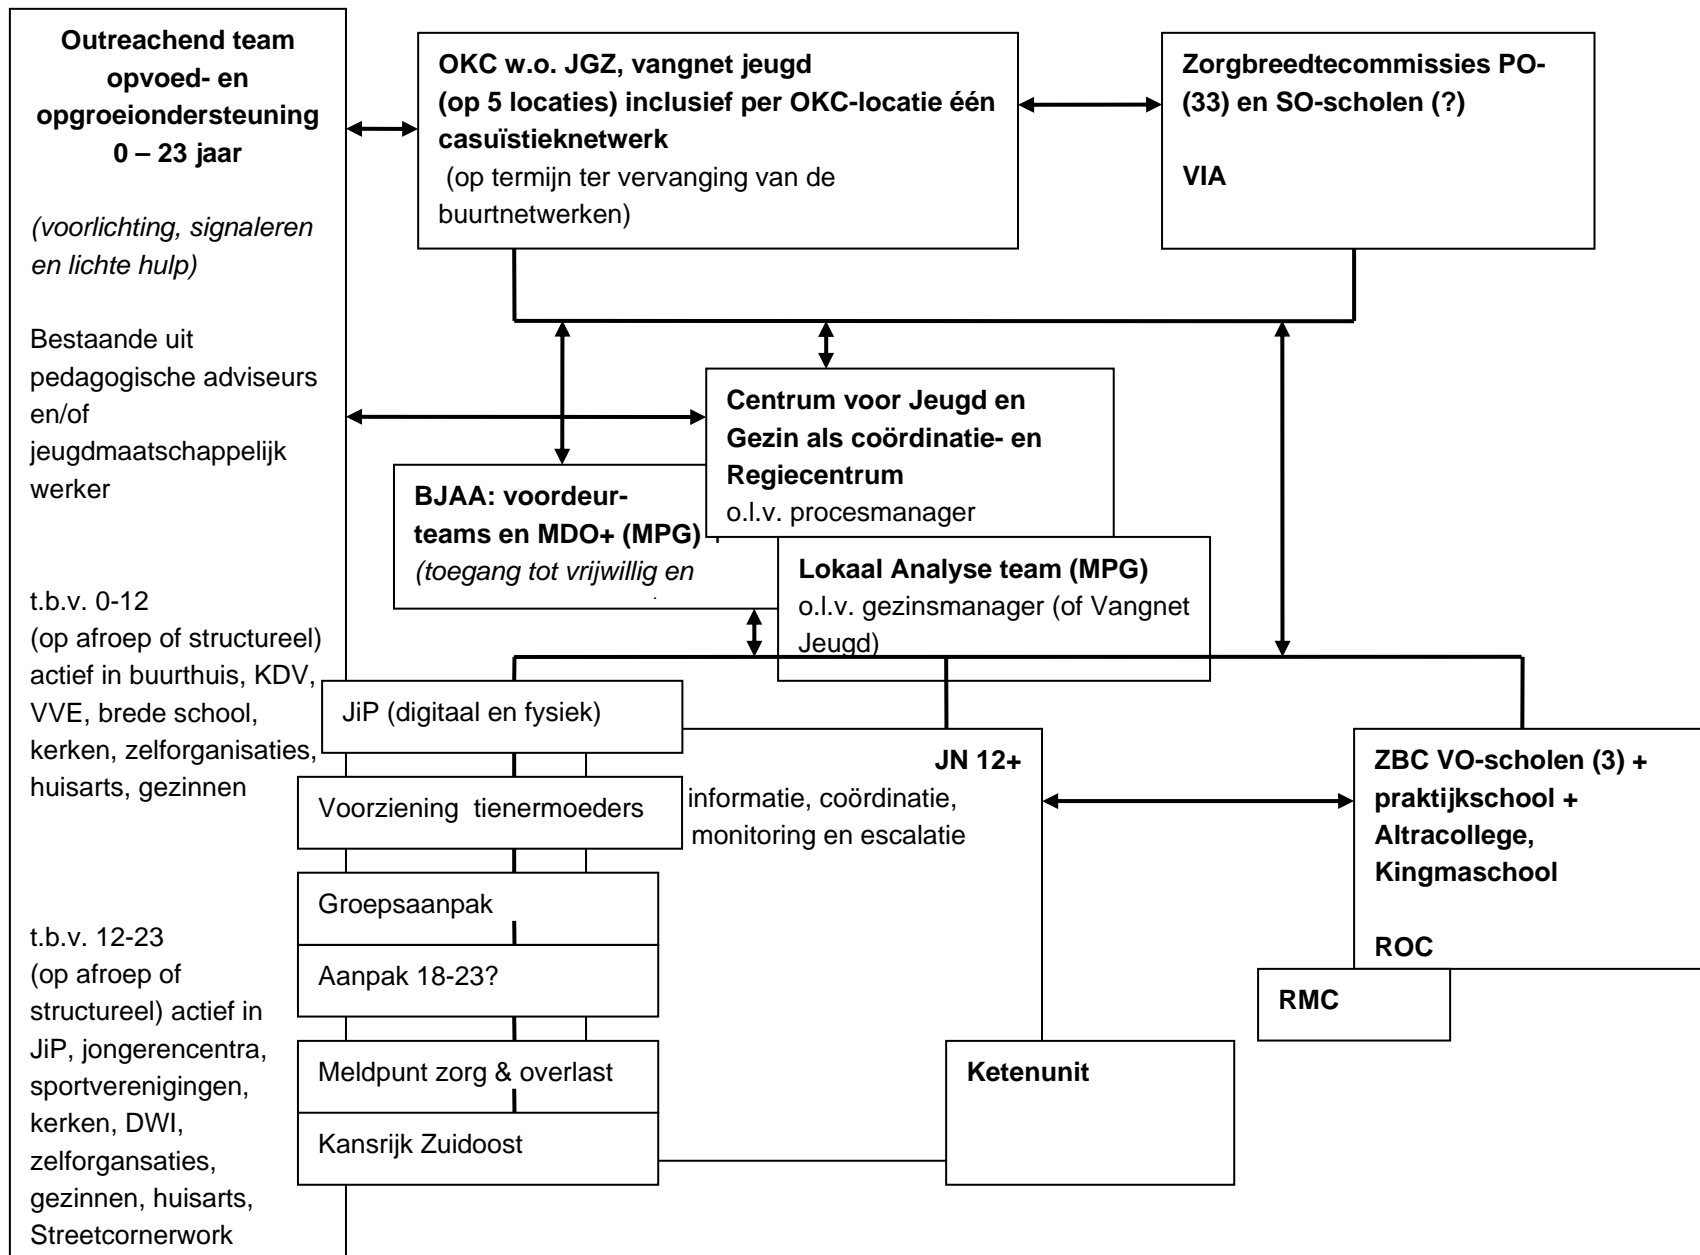 Outreachend team
opvoed- en
opgroeiondersteuning
0 – 23 jaar
(voorlichting, signaleren
en lichte hulp)
Bestaande uit
pedagogische adviseurs
en/of
jeugdmaatschappelijk
werker
t.b.v. 0-12
(op afroep of structureel)
actief in buurthuis, KDV,
VVE, brede school,
kerken, zelforganisaties,
huisarts, gezinnen
t.b.v. 12-23
(op afroep of
structureel) actief in
JiP, jongerencentra,
sportverenigingen,
kerken, DWI,
zelforgansaties,
gezinnen, huisarts,
Streetcornerwork
OKC w.o. JGZ, vangnet jeugd
(op 5 locaties) inclusief per OKC-locatie één
casuïstieknetwerk
(op termijn ter vervanging van de
buurtnetwerken)
Zorgbreedtecommissies PO-
(33) en SO-scholen (?)
VIA
Centrum voor Jeugd en
Gezin als coördinatie- en
Regiecentrum
o.l.v. procesmanager
BJAA: voordeur-
teams en MDO+ (MPG)
(toegang tot vrijwillig en
Lokaal Analyse team (MPG)
o.l.v. gezinsmanager (of Vangnet
Jeugd)
JiP (digitaal en fysiek)
Voorziening tienermoeders
Groepsaanpak
Aanpak 18-23?
Meldpunt zorg & overlast
Kansrijk Zuidoost
JN 12+
informatie, coördinatie,
monitoring en escalatie
Ketenunit
ZBC VO-scholen (3) +
praktijkschool +
Altracollege,
Kingmaschool
ROC
RMC